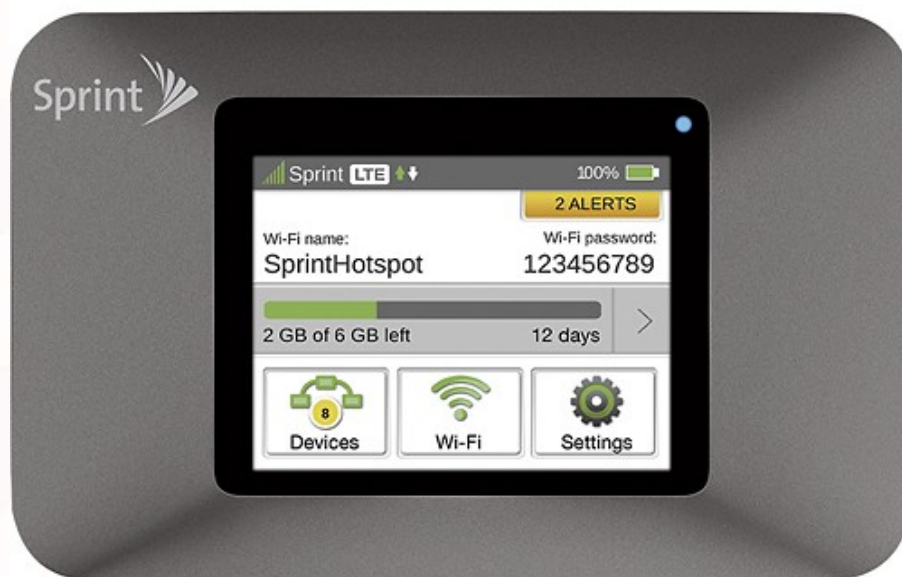 Sprint
Sprint LTE 100%
2 ALERTS
Wi-Fi name: Wi-Fi password:
SprintHotspot 123456789
2 GB of 6 GB left 12 days
8
Devices Wi-Fi Settings